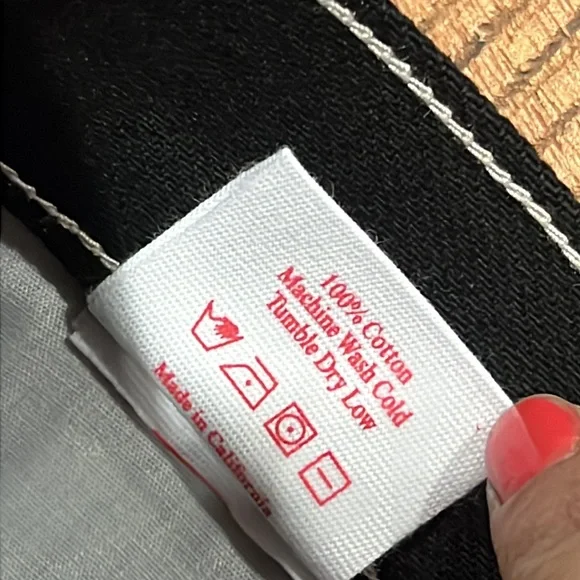 100% Cotton
Machine Wash Cold
Tumble Dry Low
Made in California